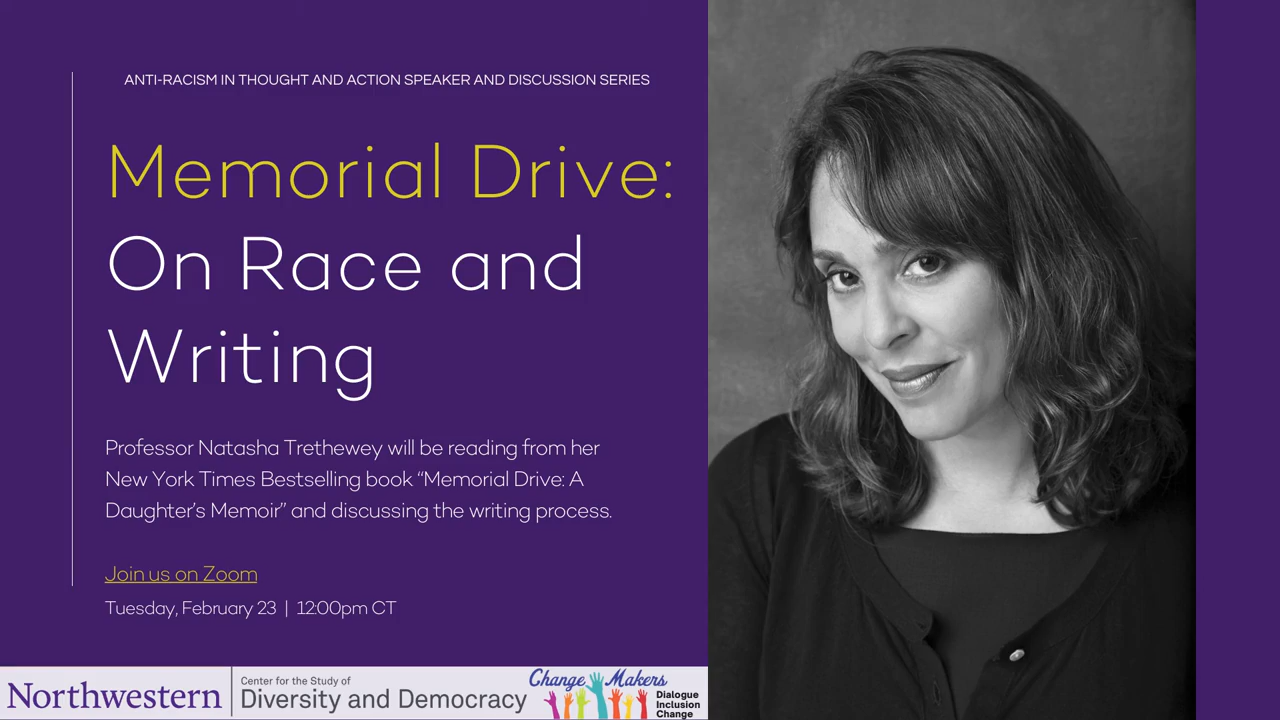 ANTI-RACISM IN THOUGHT AND ACTION SPEAKER AND DISCUSSION SERIES
Memorial Drive:
On Race and
Writing
Professor Natasha Trethewey will be reading from her
New York Times Bestselling book “Memorial Drive: A
Daughter’s Memoir” and discussing the writing process.
Join us on Zoom
Tuesday, February 23 | 12:00pm CT
Northwestern
Center for the Study of
Diversity and Democracy
Change Makers
Dialogue
Inclusion
Change